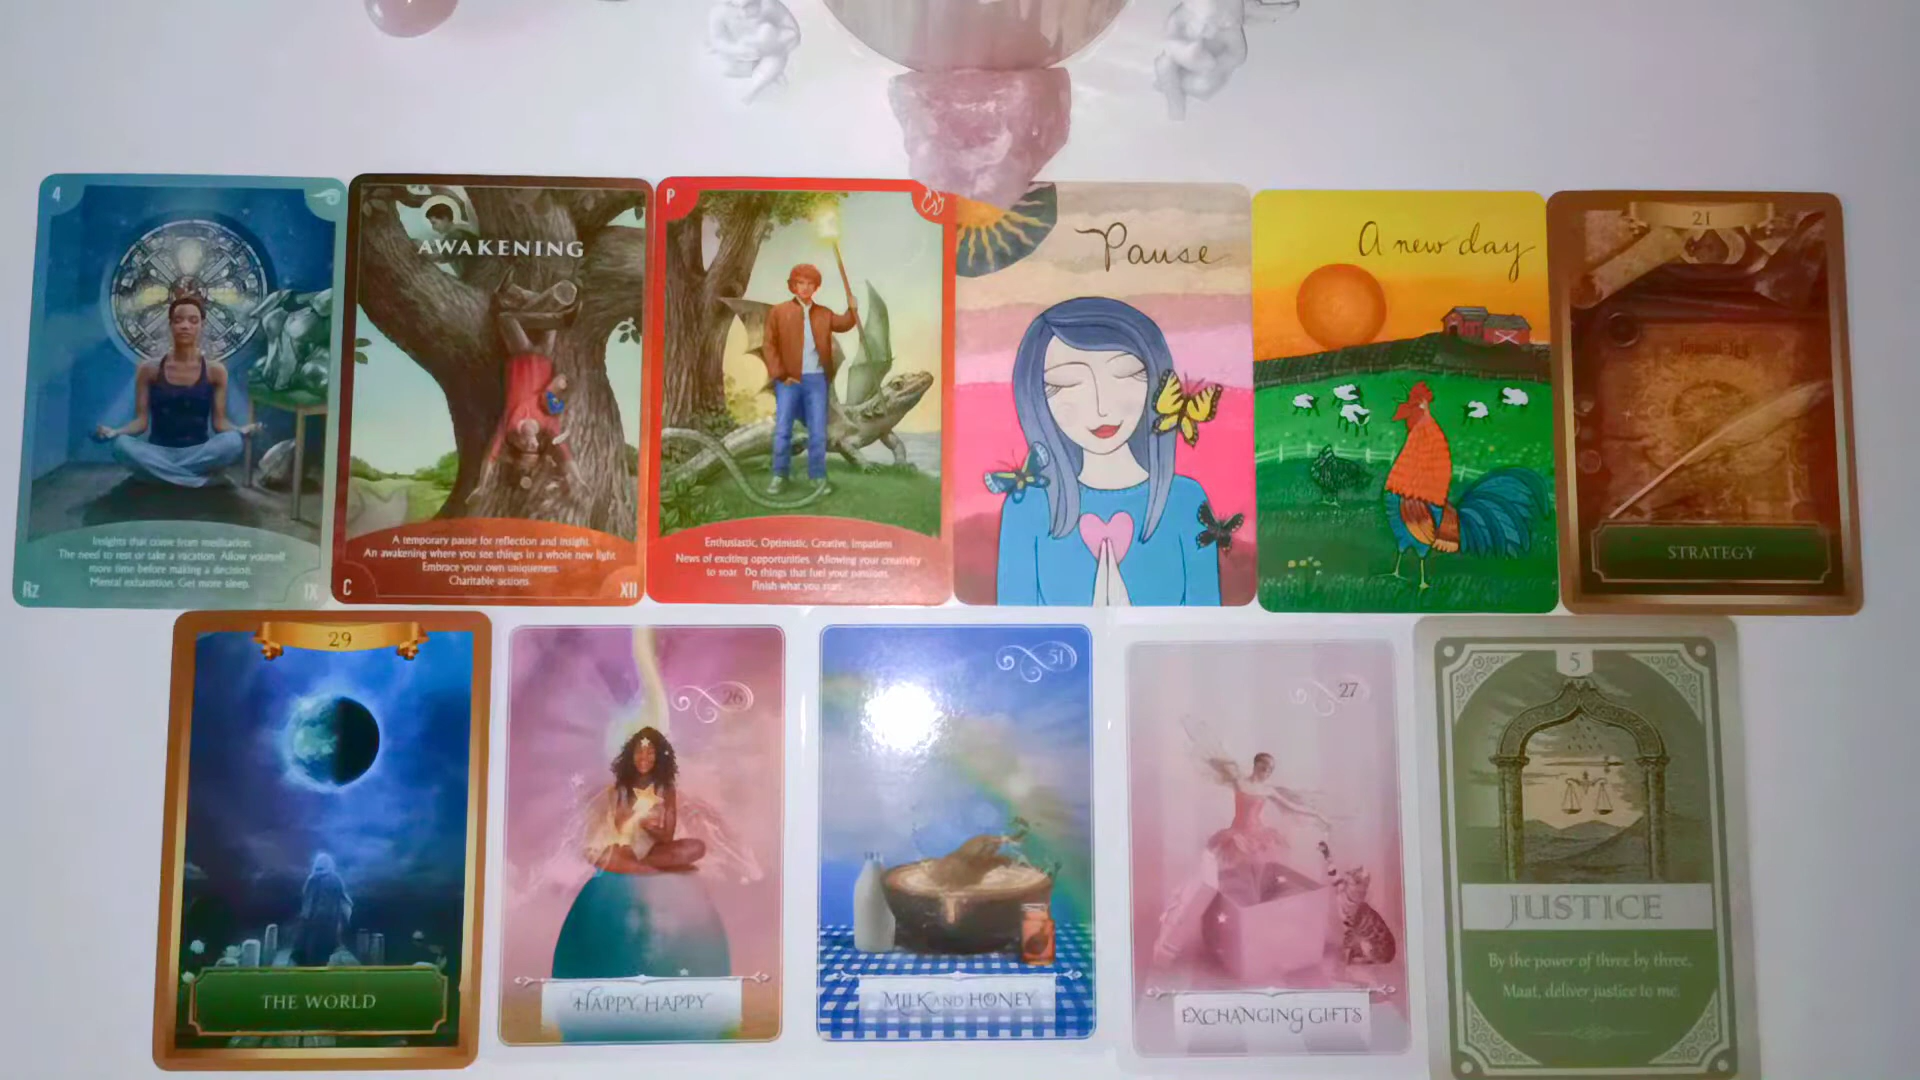 4
Insights that come from meditation.
The need to rest or take a vacation. Allow yourself
more time before making a decision.
Mental exhaustion. Get more sleep.
Rz
IX
AWAKENING
A temporary pause for reflection and insight.
An awakening where you see things in a whole new light
Embrace your own uniqueness.
Charitable actions.
C
XII
P
Enthusiastic, Optimistic, Creative, Impatient
News of exciting opportunities. Allowing your creativity
to soar. Do things that fuel your passions.
Finish what you start
Pause
A new day
21
STRATEGY
29
THE WORLD
26
HAPPY, HAPPY
51
MILK AND HONEY
27
EXCHANGING GIFTS
5
JUSTICE
By the power of three by three,
Maat, deliver justice to me.